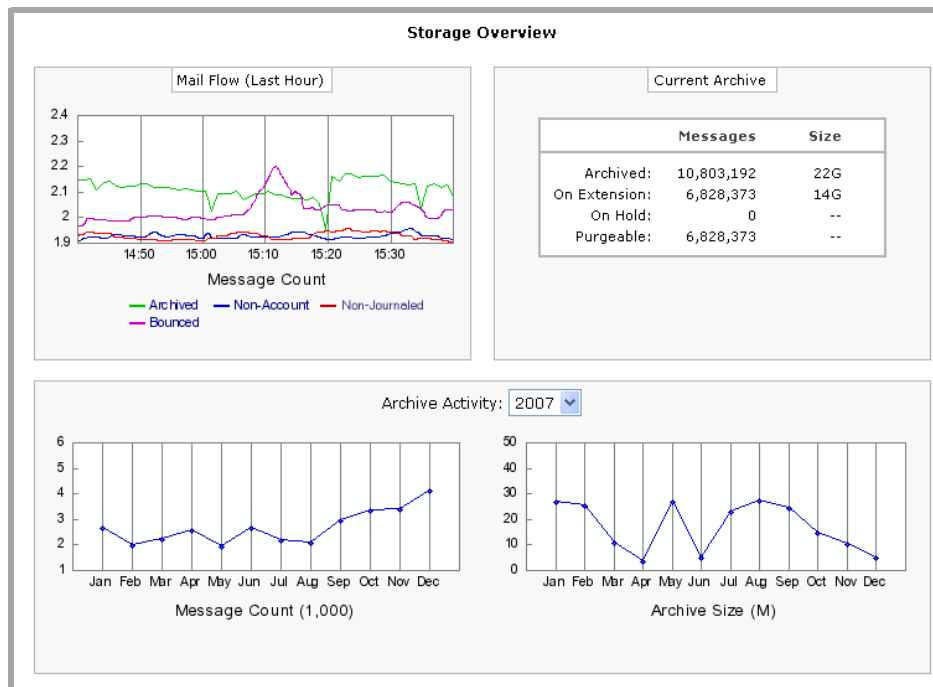 Storage Overview
Mail Flow (Last Hour)
2.4
23
2.2
2.1
2
1.9
14:50 15:00 15:10 15:20 15:30
Message Count
Archived Non-Account Non-Journaled
Bounced
Current Archive
Messages Size
Archived: 10,803,192 22G
On Extension: 6,828,373 14G
On Hold: 0 --
Purgeable: 6,828,373 --
Archive Activity: 2007
6
5
4
3
2
1
Jan Feb Mar Apr May Jun Jul Aug Sep Oct Nov Dec
Message Count (1,000)
50
40
30
20
10
0
Jan Feb Mar Apr May Jun Jul Aug Sep Oct Nov Dec
Archive Size (M)